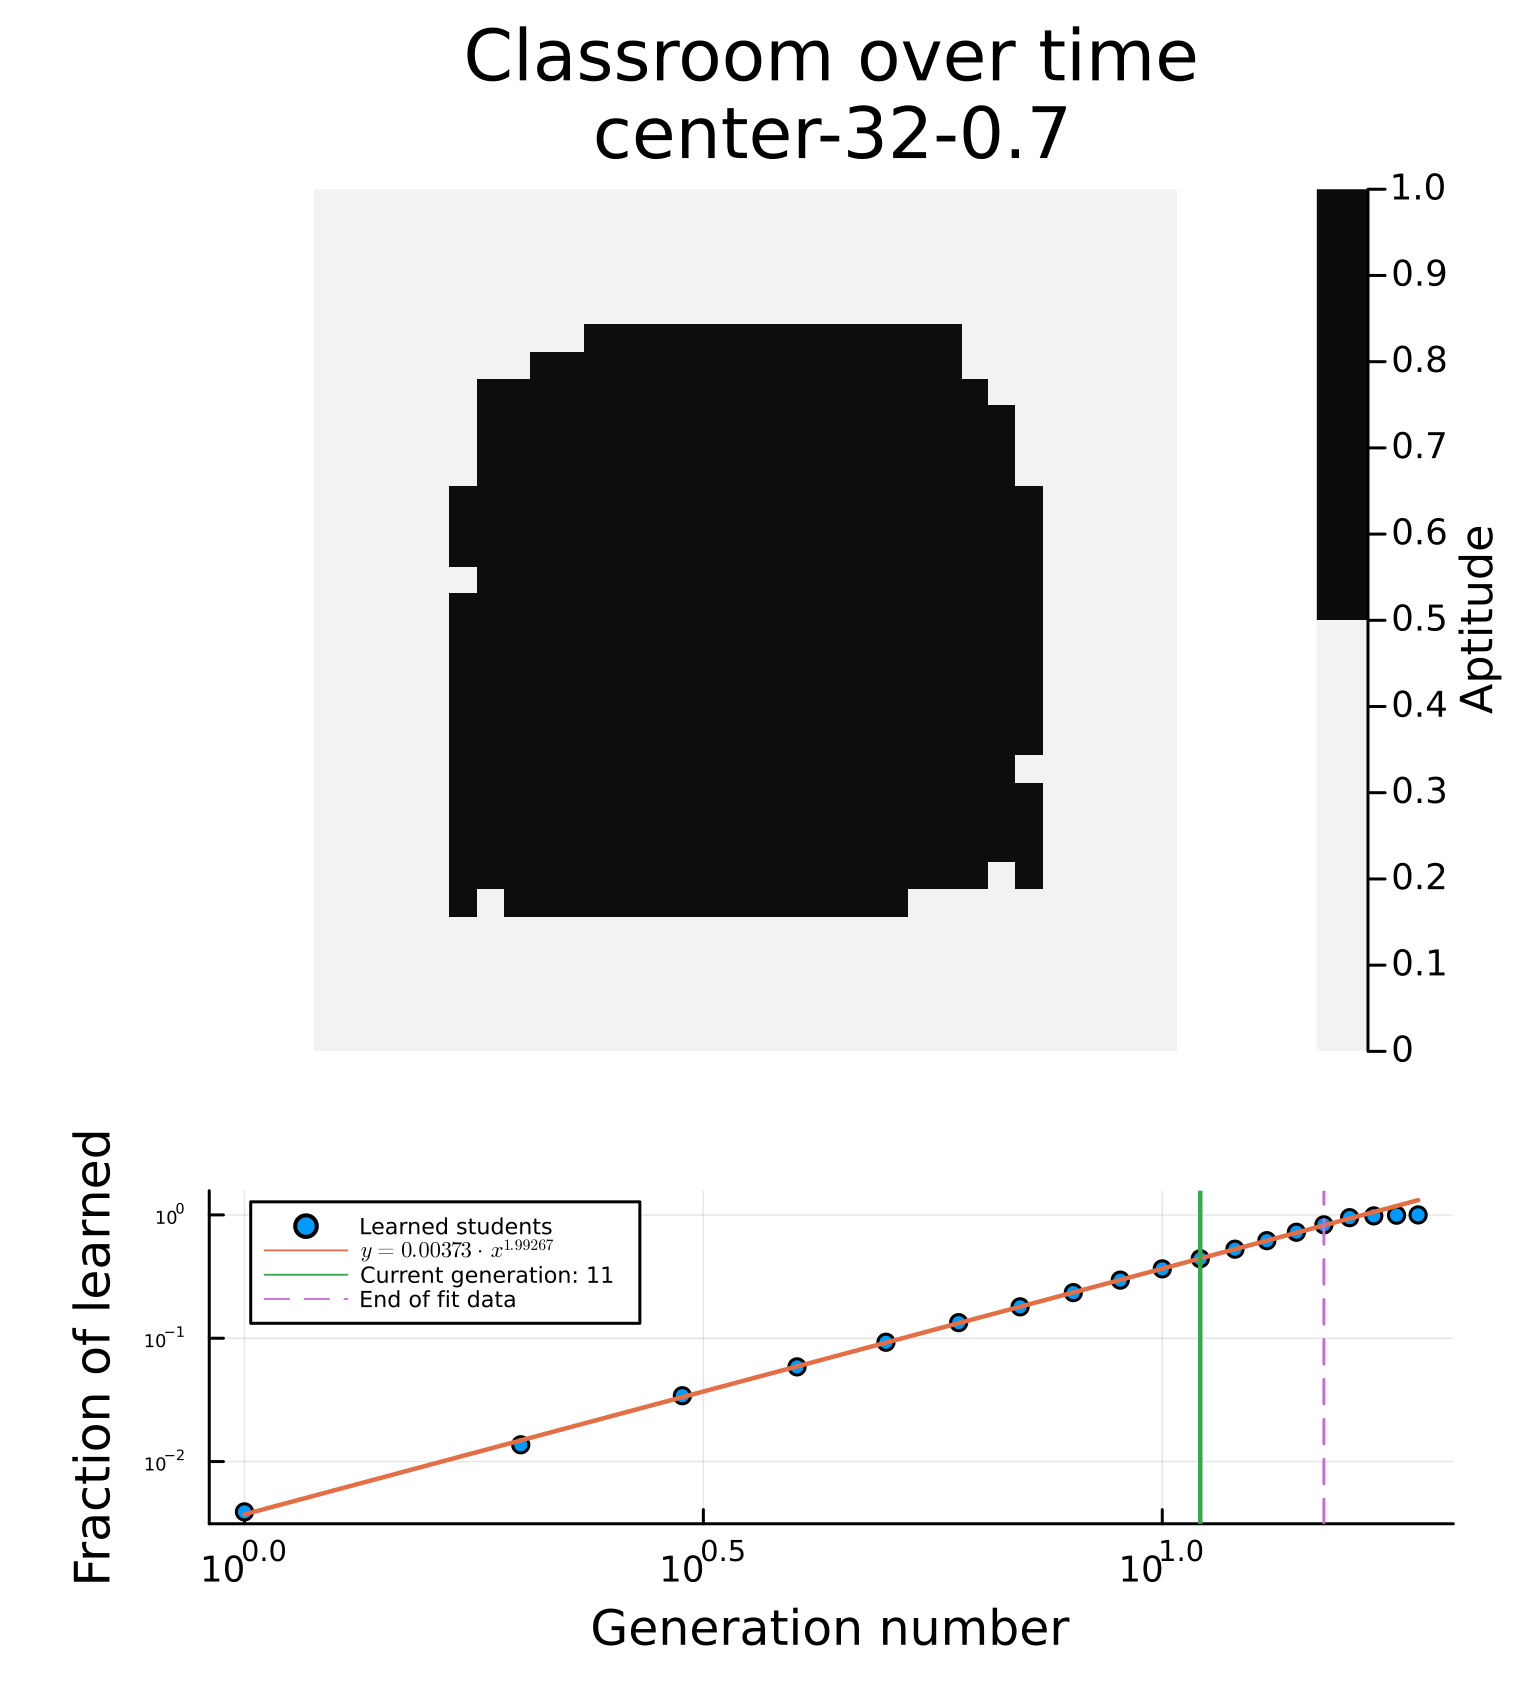 Classroom over time
center-32-0.7
1.0
0.9
0.8
0.7
0.6
0.5
0.4
0.3
0.2
0.1
0
Aptitude
Fraction of learned
10⁰
10⁻¹
10⁻²
Learned students
y = 0.00373 · x^1.99267
Current generation: 11
End of fit data
10^0.0
10^0.5
10^1.0
Generation number